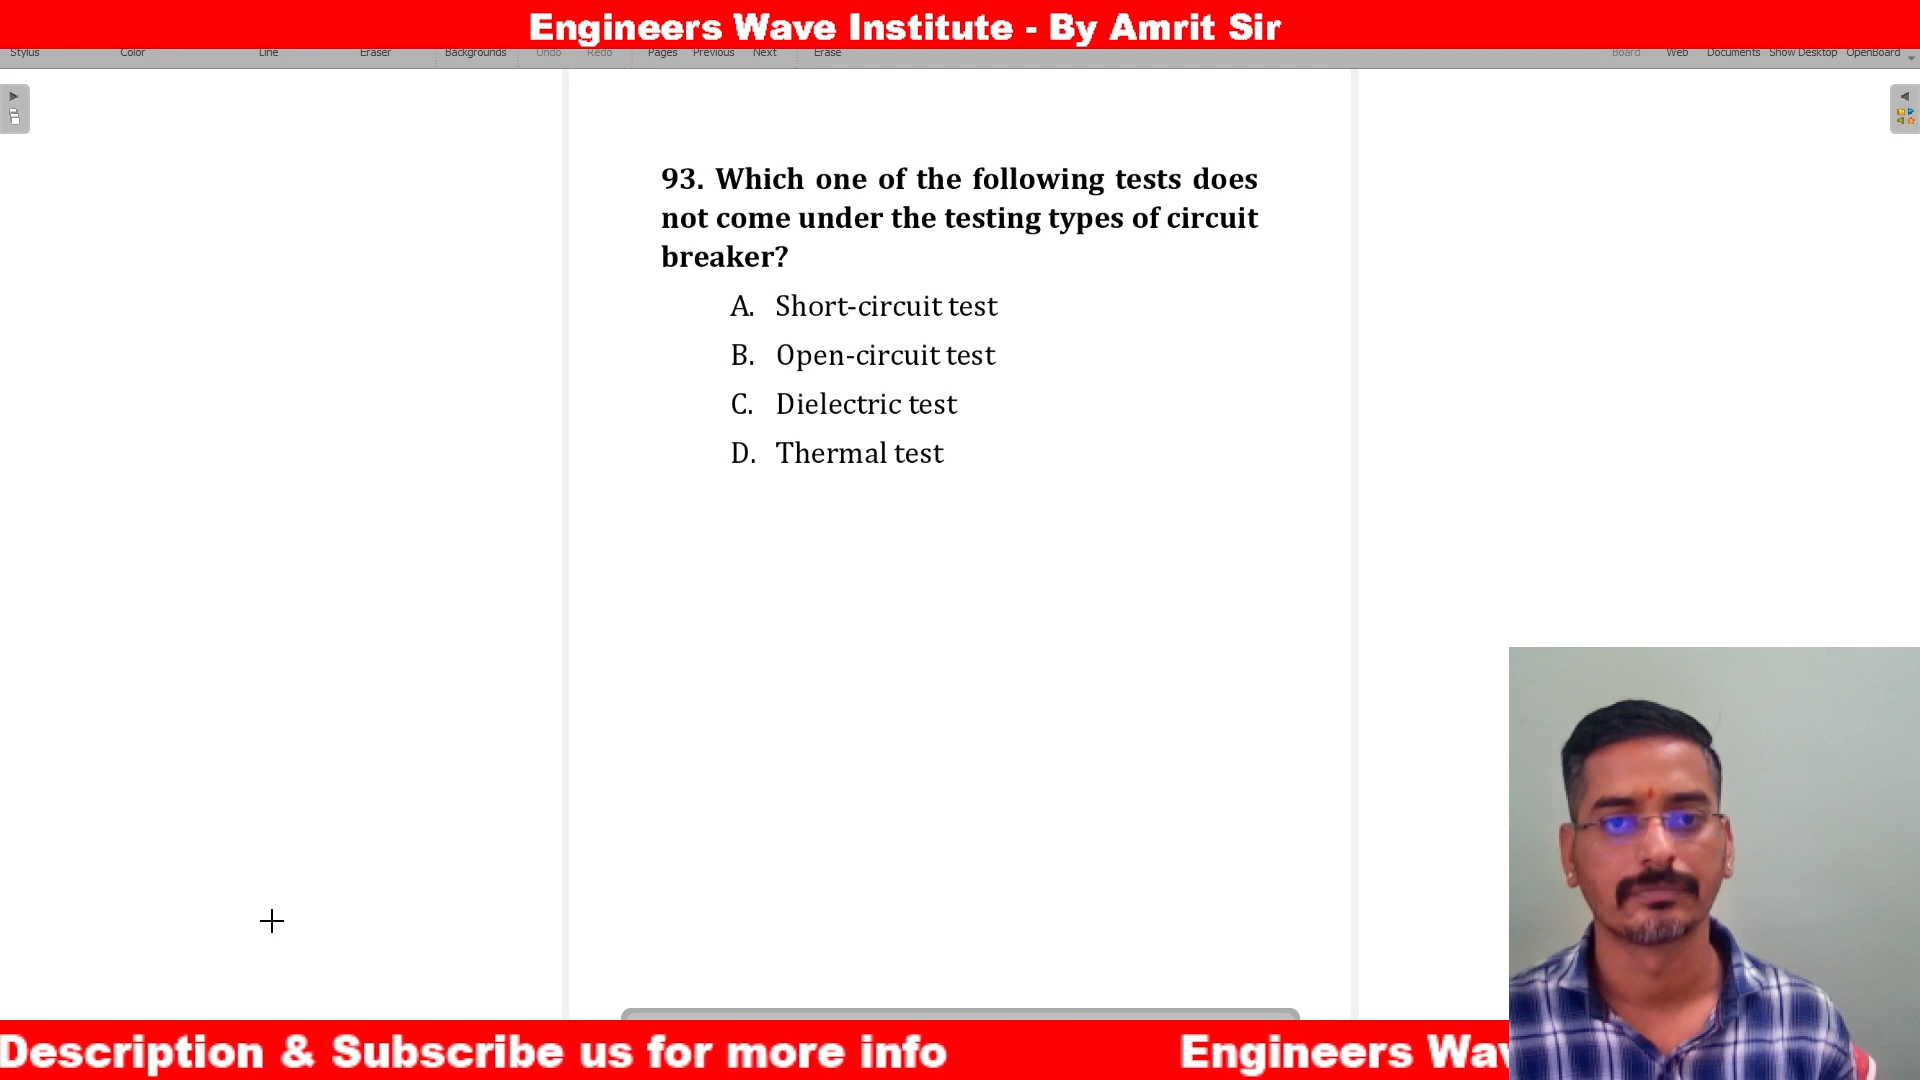 Engineers Wave Institute - By Amrit Sir
Stylus Color Line Eraser Backgrounds Undo Redo Pages Previous Next Erase Board Web Documents Show Desktop OpenBoard
93. Which one of the following tests does
not come under the testing types of circuit
breaker?
A. Short-circuit test
B. Open-circuit test
C. Dielectric test
D. Thermal test
Description & Subscribe us for more info Engineers Wav